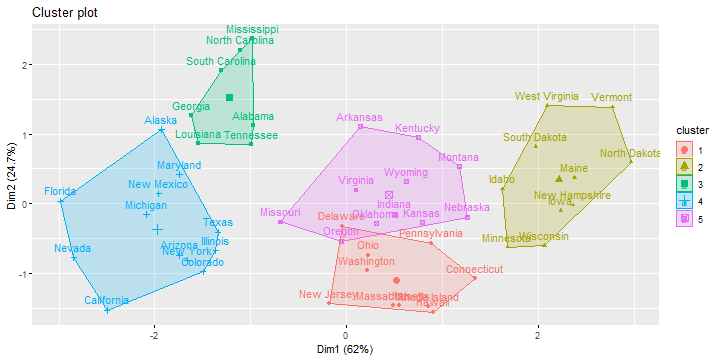 Cluster plot
Mississippi
North Carolina
South Carolina
Georgia
Alabama
Louisiana
Tennessee
Alaska
Maryland
New Mexico
Florida
Michigan
Texas
Arizona
Illinois
New York
Nevada
Colorado
California
Arkansas
Kentucky
Montana
Wyoming
Virginia
Indiana
Nebraska
Missouri
Oklahoma
Kansas
Oregon
Delaware
Pennsylvania
Ohio
Washington
Connecticut
New Jersey
Hawaii
West Virginia
Vermont
South Dakota
North Dakota
Maine
Idaho
New Hampshire
Iowa
Minnesota
Wisconsin
2
1
0
-1
Dim2 (24.7%)
-2
0
2
Dim1 (62%)
cluster
1
2
3
4
5